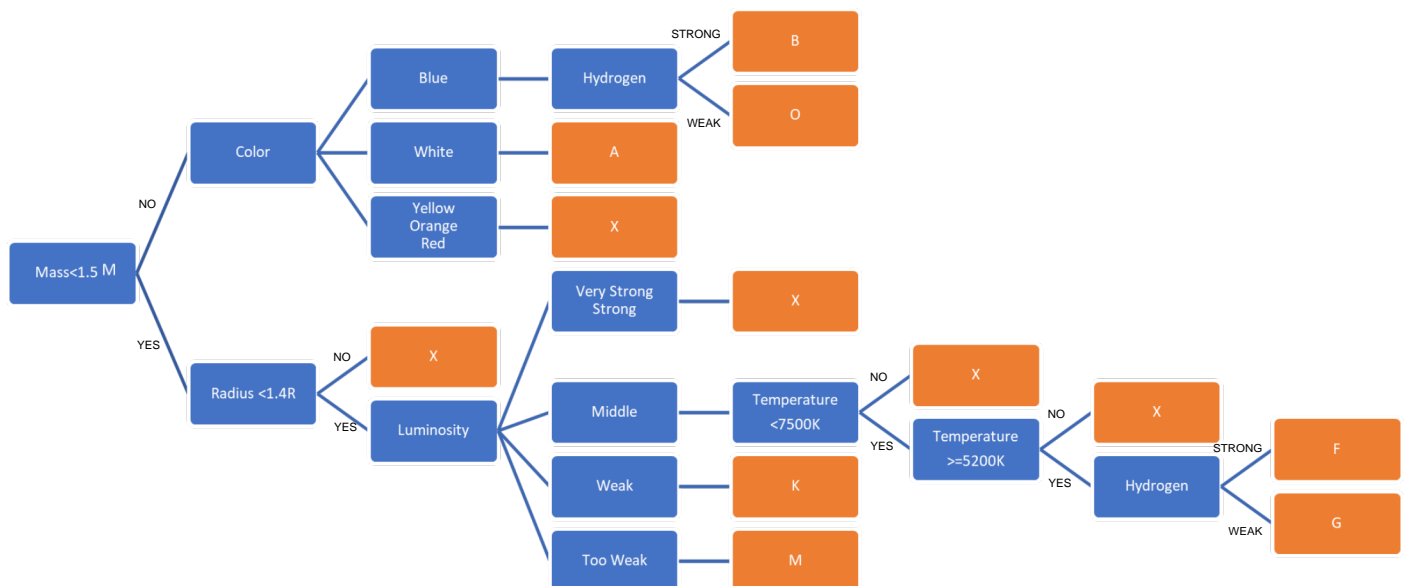 STRONG
B
Blue
Hydrogen
WEAK
O
Color
White
A
NO
Yellow
Orange
Red
X
Mass<1.5 M
Very Strong
Strong
X
YES
NO
X
Radius <1.4R
YES
Luminosity
Middle
Temperature
<7500K
NO
X
YES
Temperature
>=5200K
NO
X
YES
Hydrogen
STRONG
F
WEAK
G
Weak
K
Too Weak
M